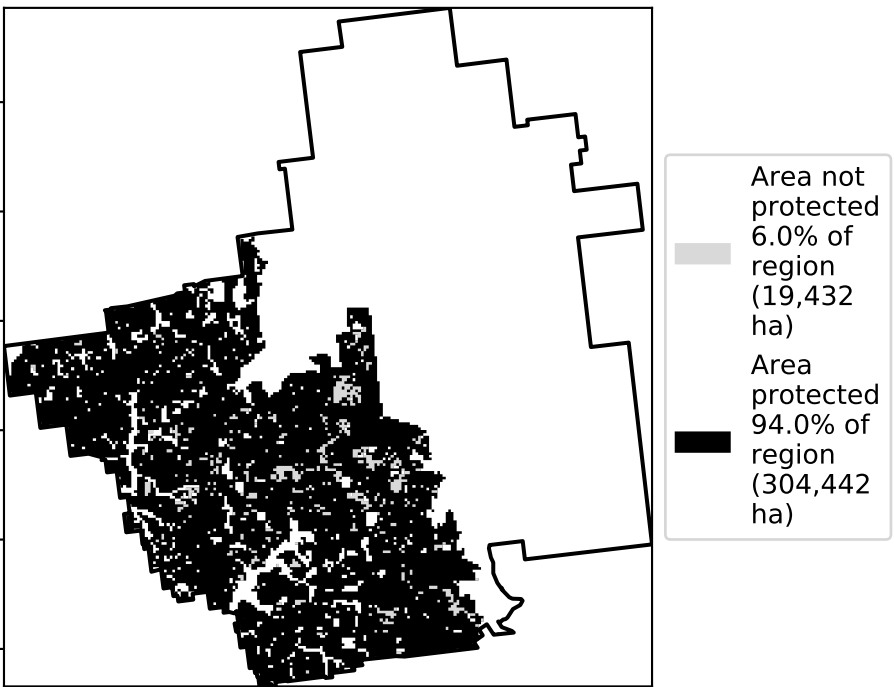 Area not
protected
6.0% of
region
(19,432
ha)
Area
protected
94.0% of
region
(304,442
ha)